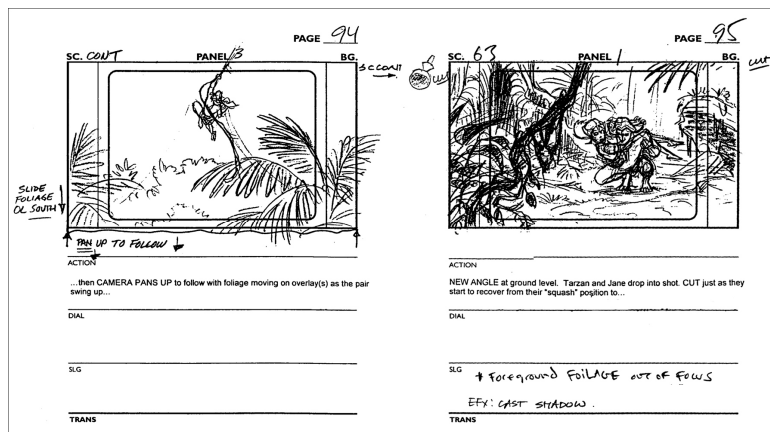 PAGE 94
SC. CONT PANEL 13 BG.
SC CONT
SLIDE
FOLIAGE
OL SOUTH
PAN UP TO FOLLOW
ACTION
...then CAMERA PANS UP to follow with foliage moving on overlay(s) as the pair
swing up...
DIAL
SLG
TRANS
PAGE 95
SC. 63 PANEL 1 BG.
CUT
ACTION
NEW ANGLE at ground level. Tarzan and Jane drop into shot. CUT just as they
start to recover from their "squash" position to...
DIAL
SLG
* Foreground FOILAGE OUT OF FOCUS
EFX: CAST SHADOW.
TRANS